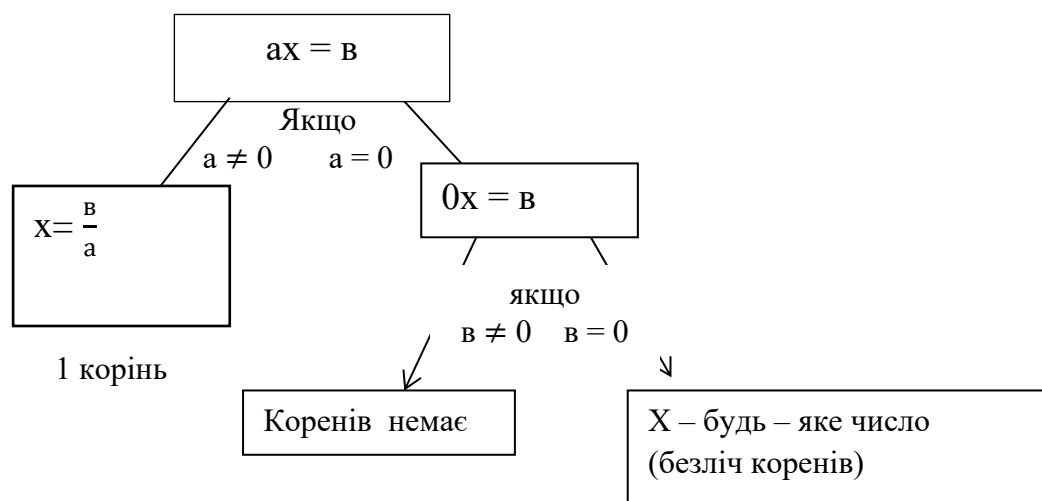 ах = в
Якщо
а ≠ 0 а = 0
х= в/а
0х = в
якщо
в ≠ 0 в = 0
1 корінь
Коренів немає
Х – будь – яке число
(безліч коренів)